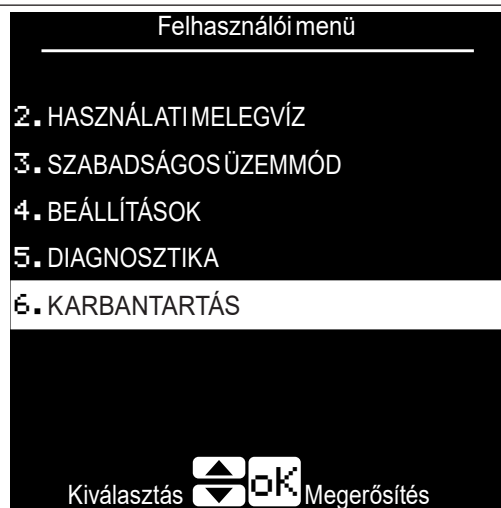 Felhasználói menü
2. HASZNÁLATI MELEGVÍZ
3. SZABADSÁGOS ÜZEMMÓD
4. BEÁLLÍTÁSOK
5. DIAGNOSZTIKA
6. KARBANTARTÁS
Kiválasztás oK Megerősítés